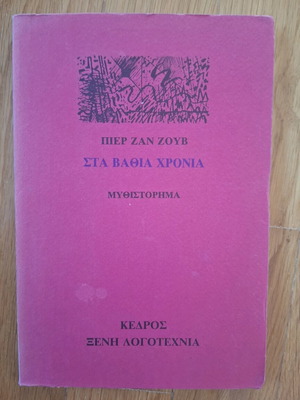 ΠΙΕΡ ΖΑΝ ΖΟΥΒ
ΣΤΑ ΒΑΘΙΑ ΧΡΟΝΙΑ
ΜΥΘΙΣΤΟΡΗΜΑ
ΚΕΔΡΟΣ
ΞΕΝΗ ΛΟΓΟΤΕΧΝΙΑ